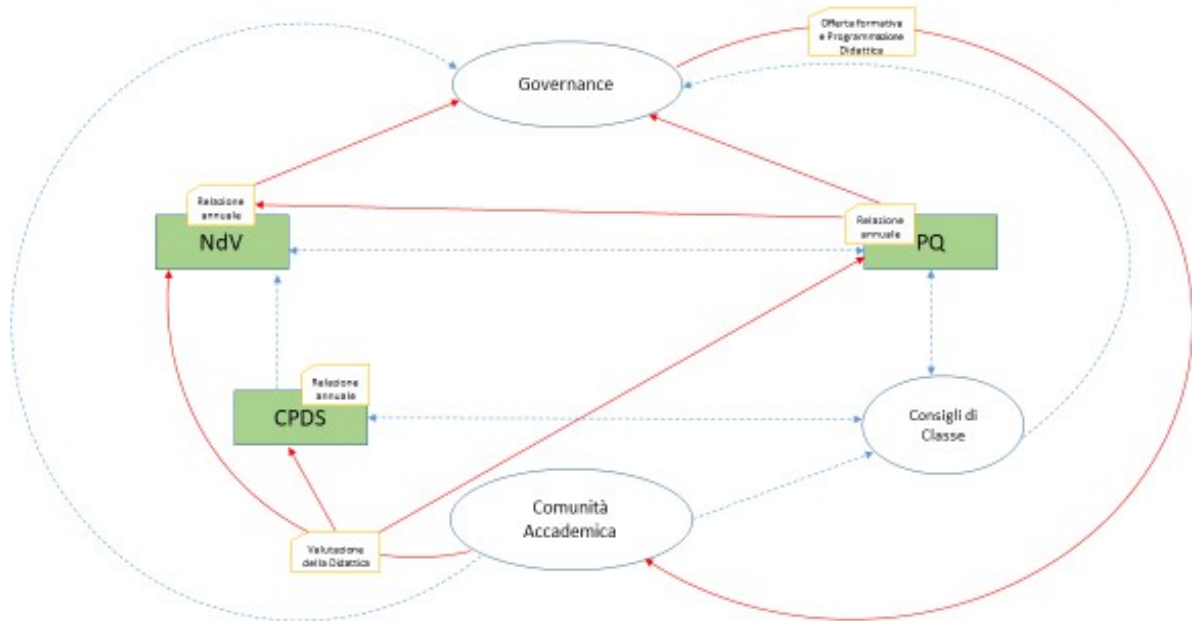 Offerta formativa
e Programmazione
Didattica
Governance
Relazione
annuale
NdV
Relazione
annuale
PQ
Relazione
annuale
CPDS
Consigli di
Classe
Comunità
Accademica
Valutazione
della Didattica